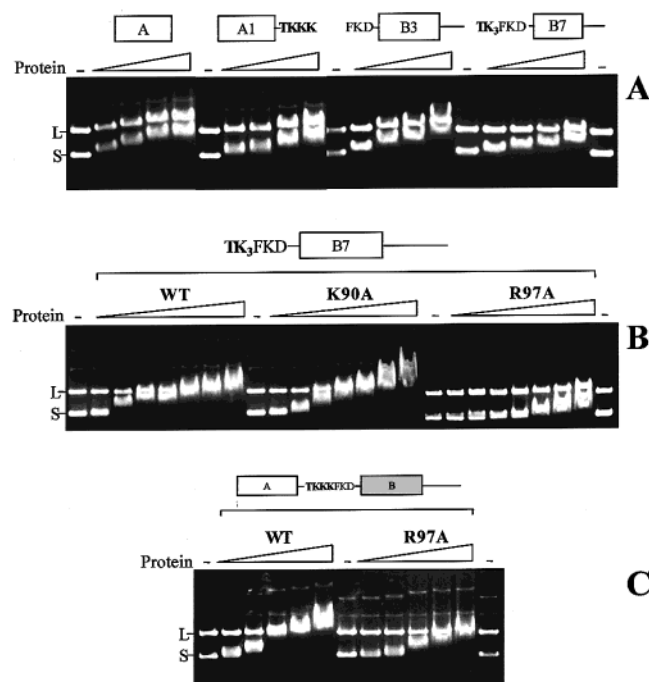 A A1 TKKK FKD B3 TK₃FKD B7
Protein – – – – –
A
L
S
TK₃FKD B7
WT K90A R97A
Protein – – – –
B
L
S
A TKKKFKD B
WT R97A
Protein – – –
C
L
S